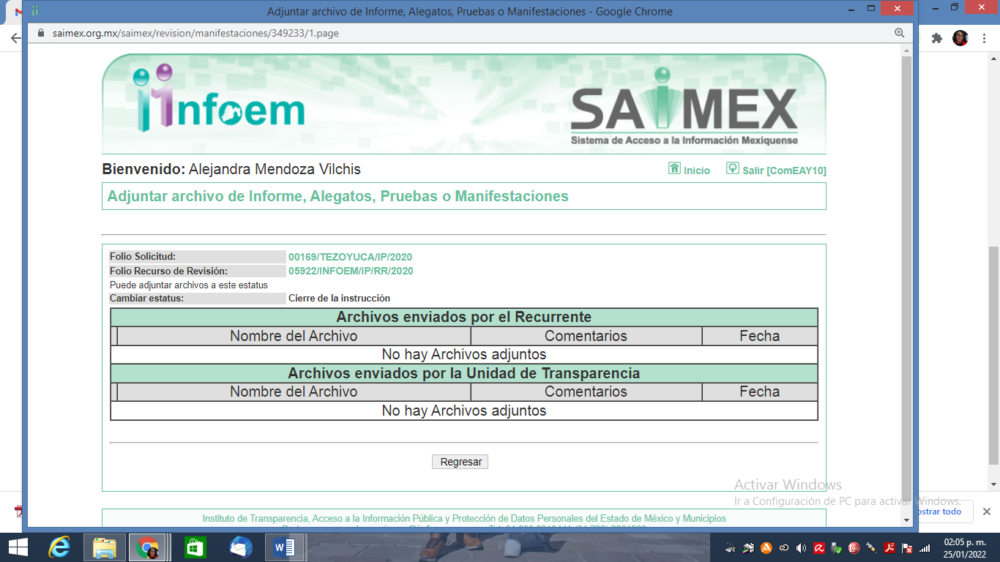 Adjuntar archivo de Informe, Alegatos, Pruebas o Manifestaciones - Google Chrome
saimex.org.mx/saimex/revision/manifestaciones/349233/1.page
infoem
SAIMEX
Sistema de Acceso a la Información Mexiquense
Bienvenido: Alejandra Mendoza Vilchis
Inicio
Salir [ComEAY10]
Adjuntar archivo de Informe, Alegatos, Pruebas o Manifestaciones
Folio Solicitud: 00169/TEZOYUCA/IP/2020
Folio Recurso de Revisión: 05922/INFOEM/IP/RR/2020
Puede adjuntar archivos a este estatus
Cambiar estatus: Cierre de la instrucción
Archivos enviados por el Recurrente
Nombre del Archivo Comentarios Fecha
No hay Archivos adjuntos
Archivos enviados por la Unidad de Transparencia
Nombre del Archivo Comentarios Fecha
No hay Archivos adjuntos
Regresar
Activar Windows
Ir a Configuración de PC para activar Windows.
ostrar todo
Instituto de Transparencia, Acceso a la Información Pública y Protección de Datos Personales del Estado de México y Municipios
02:05 p. m.
25/01/2022